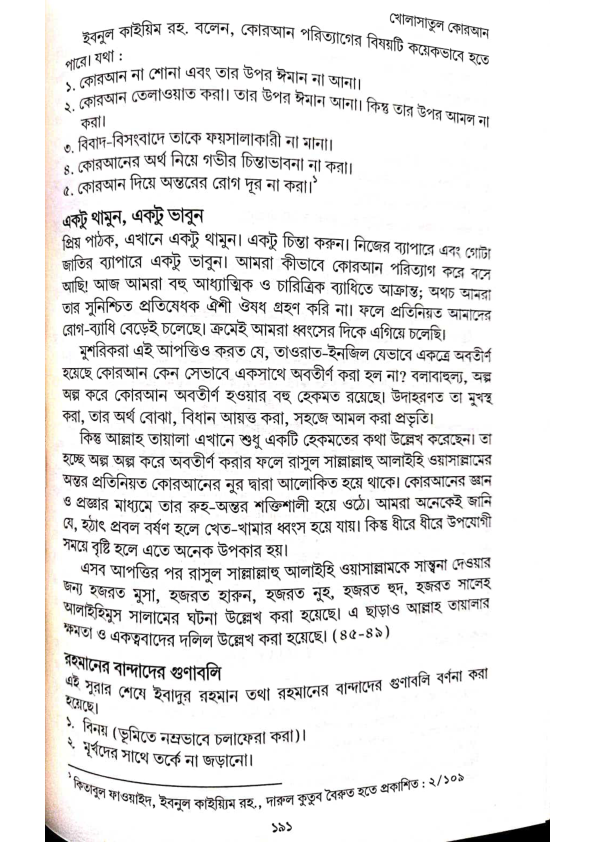 খোলাসাতুল কোরআন
ইবনুল কাইয়িম রহ. বলেন, কোরআন পরিত্যাগের বিষয়টি কয়েকভাবে হতে
পারে। যথা :
১. কোরআন না শোনা এবং তার উপর ঈমান না আনা।
২. কোরআন তেলাওয়াত করা। তার উপর ঈমান আনা। কিন্তু তার উপর আমল না
করা।
৩. বিবাদ-বিসংবাদে তাকে ফয়সালাকারী না মানা।
৪. কোরআনের অর্থ নিয়ে গভীর চিন্তাভাবনা না করা।
৫. কোরআন দিয়ে অন্তরের রোগ দূর না করা।১
একটু থামুন, একটু ভাবুন
প্রিয় পাঠক, এখানে একটু থামুন। একটু চিন্তা করুন। নিজের ব্যাপারে এবং গোটা
জাতির ব্যাপারে একটু ভাবুন। আমরা কীভাবে কোরআন পরিত্যাগ করে বসে
আছি! আজ আমরা বহু আধ্যাত্মিক ও চারিত্রিক ব্যাধিতে আক্রান্ত; অথচ আমরা
তার সুনিশ্চিত প্রতিষেধক ঐশী ঔষধ গ্রহণ করি না। ফলে প্রতিনিয়ত আমাদের
রোগ-ব্যাধি বেড়েই চলেছে। ক্রমেই আমরা ধ্বংসের দিকে এগিয়ে চলেছি।
মুশরিকরা এই আপত্তিও করত যে, তাওরাত-ইনজিল যেভাবে একত্রে অবতীর্ণ
হয়েছে কোরআন কেন সেভাবে একসাথে অবতীর্ণ করা হল না? বলাবাহুল্য, অল্প
অল্প করে কোরআন অবতীর্ণ হওয়ার বহু হেকমত রয়েছে। উদাহরণত তা মুখস্থ
করা, তার অর্থ বোঝা, বিধান আয়ত্ত করা, সহজে আমল করা প্রভৃতি।
কিন্তু আল্লাহ তায়ালা এখানে শুধু একটি হেকমতের কথা উল্লেখ করেছেন। তা
হচ্ছে অল্প অল্প করে অবতীর্ণ করার ফলে রাসুল সাল্লাল্লাহু আলাইহি ওয়াসাল্লামের
অন্তর প্রতিনিয়ত কোরআনের নুর দ্বারা আলোকিত হয়ে থাকে। কোরআনের জ্ঞান
ও প্রজ্ঞার মাধ্যমে তার রুহ-অন্তর শক্তিশালী হয়ে ওঠে। আমরা অনেকেই জানি
যে, হঠাৎ প্রবল বর্ষণ হলে খেত-খামার ধ্বংস হয়ে যায়। কিন্তু ধীরে ধীরে উপযোগী
সময়ে বৃষ্টি হলে এতে অনেক উপকার হয়।
এসব আপত্তির পর রাসুল সাল্লাল্লাহু আলাইহি ওয়াসাল্লামকে সান্ত্বনা দেওয়ার
জন্য হজরত মুসা, হজরত হারুন, হজরত নুহ, হজরত হুদ, হজরত সালেহ
আলাইহিমুস সালামের ঘটনা উল্লেখ করা হয়েছে। এ ছাড়াও আল্লাহ তায়ালার
ক্ষমতা ও একত্ববাদের দলিল উল্লেখ করা হয়েছে। (৪৫-৪৯)
রহমানের বান্দাদের গুণাবলি
এই সুরার শেষে ইবাদুর রহমান তথা রহমানের বান্দাদের গুণাবলি বর্ণনা করা
হয়েছে।
১. বিনয় (ভূমিতে নম্রভাবে চলাফেরা করা)।
২. মূর্খদের সাথে তর্কে না জড়ানো।
১ কিতাবুল ফাওয়াইদ, ইবনুল কাইয়্যিম রহ., দারুল কুতুব বৈরুত হতে প্রকাশিত : ২/১০৯
১৯১